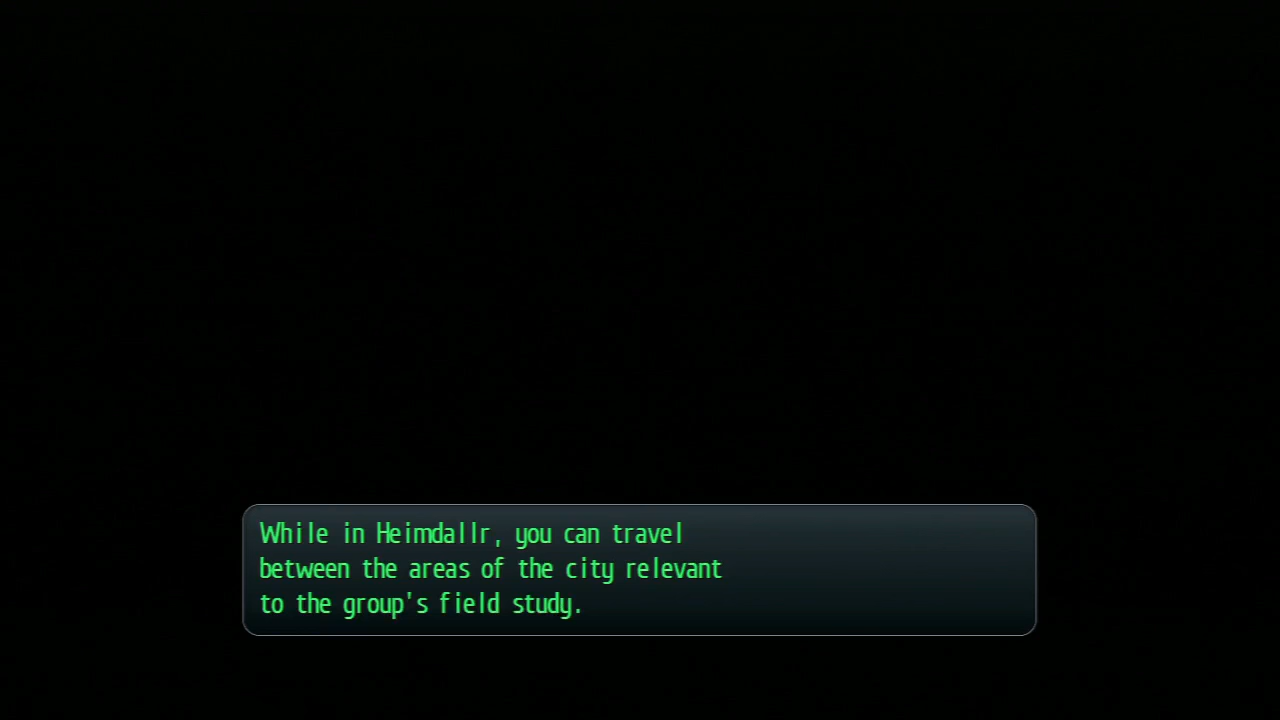 While in Heimdallr, you can travel
between the areas of the city relevant
to the group's field study.